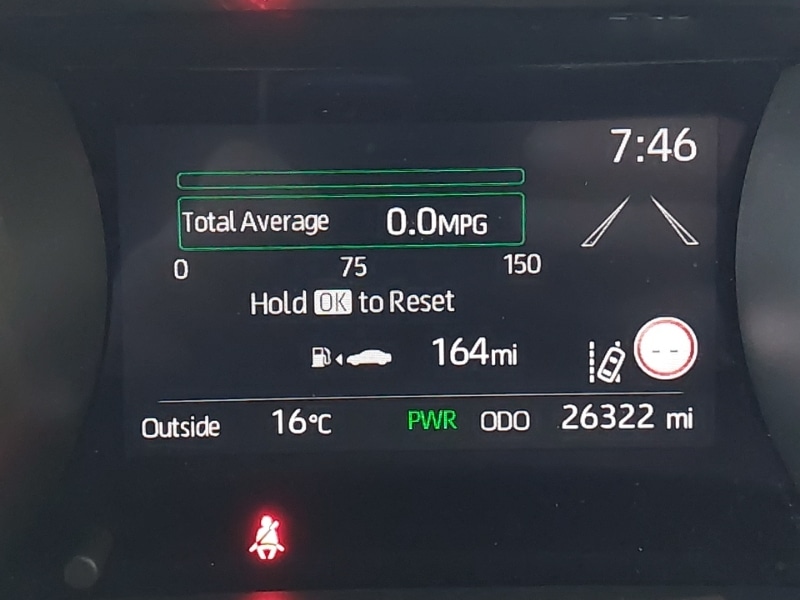 7:46
Total Average 0.0MPG
0 75 150
Hold OK to Reset
164mi
--
Outside 16°C PWR ODO 26322 mi